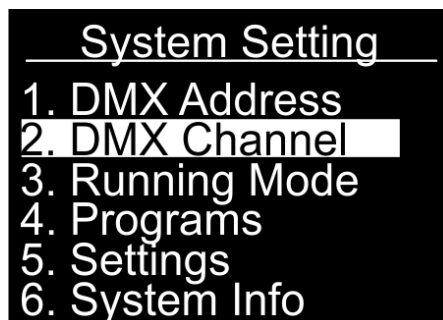 System Setting
1. DMX Address
2. DMX Channel
3. Running Mode
4. Programs
5. Settings
6. System Info